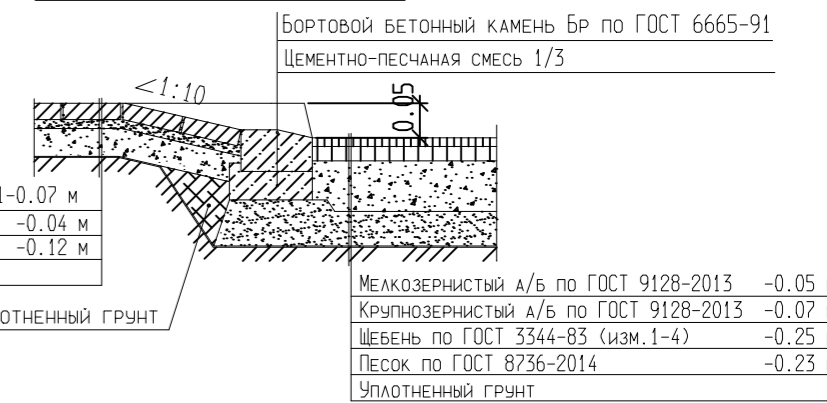 Бортовой бетонный камень Бр по ГОСТ 6665-91
Цементно-песчаная смесь 1/3
<1:10
0.05
-0.07 м
-0.04 м
-0.12 м
грунт
Мелкозернистый а/б по ГОСТ 9128-2013 -0.05
Крупнозернистый а/б по ГОСТ 9128-2013 -0.07
Щебень по ГОСТ 3344-83 (изм.1-4) -0.25
Песок по ГОСТ 8736-2014 -0.23
Уплотненный грунт